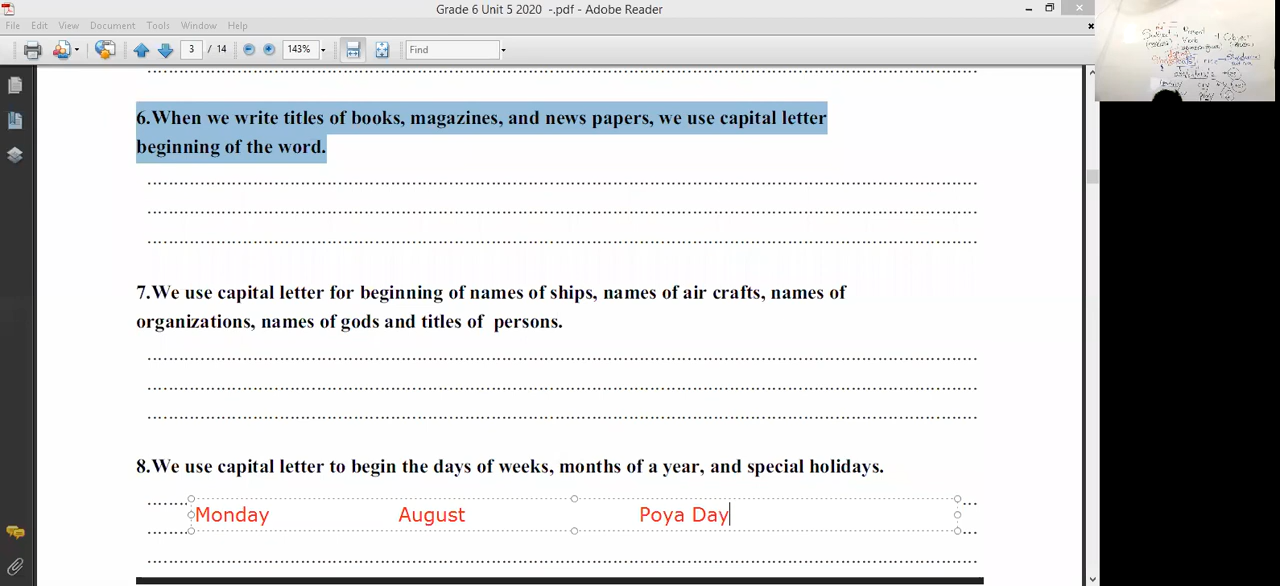 Grade 6 Unit 5 2020 -.pdf - Adobe Reader
File Edit View Document Tools Window Help
3 / 14 143% Find
6.When we write titles of books, magazines, and news papers, we use capital letter
beginning of the word.
7.We use capital letter for beginning of names of ships, names of air crafts, names of
organizations, names of gods and titles of persons.
8.We use capital letter to begin the days of weeks, months of a year, and special holidays.
Monday August Poya Day